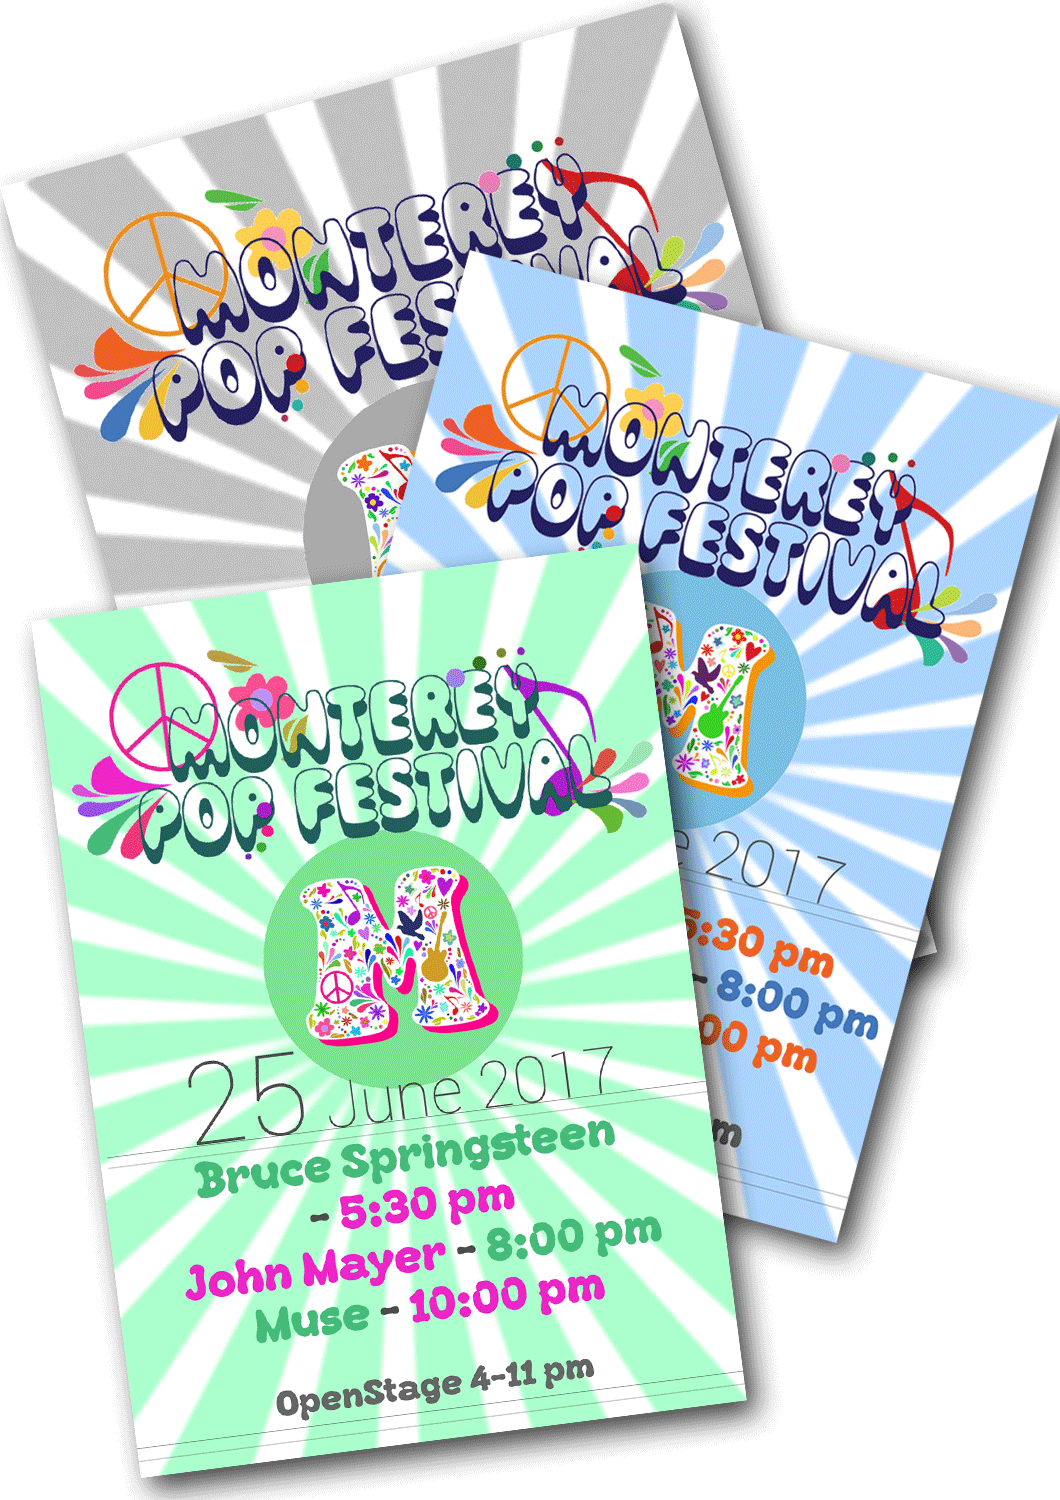 MONTEREY
POP FES VAL
MONTEREY
POP FESTIVAL
M
2017
5:30 pm
- 8:00 pm
00 pm
m
MONTEREY
POP FESTIVAL
M
25 June 2017
Bruce Springsteen
- 5:30 pm
John Mayer - 8:00 pm
Muse - 10:00 pm
OpenStage 4-11 pm